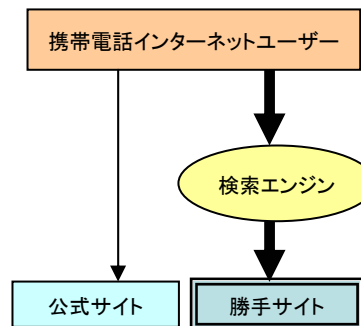 携帯電話インターネットユーザー
検索エンジン
公式サイト
勝手サイト